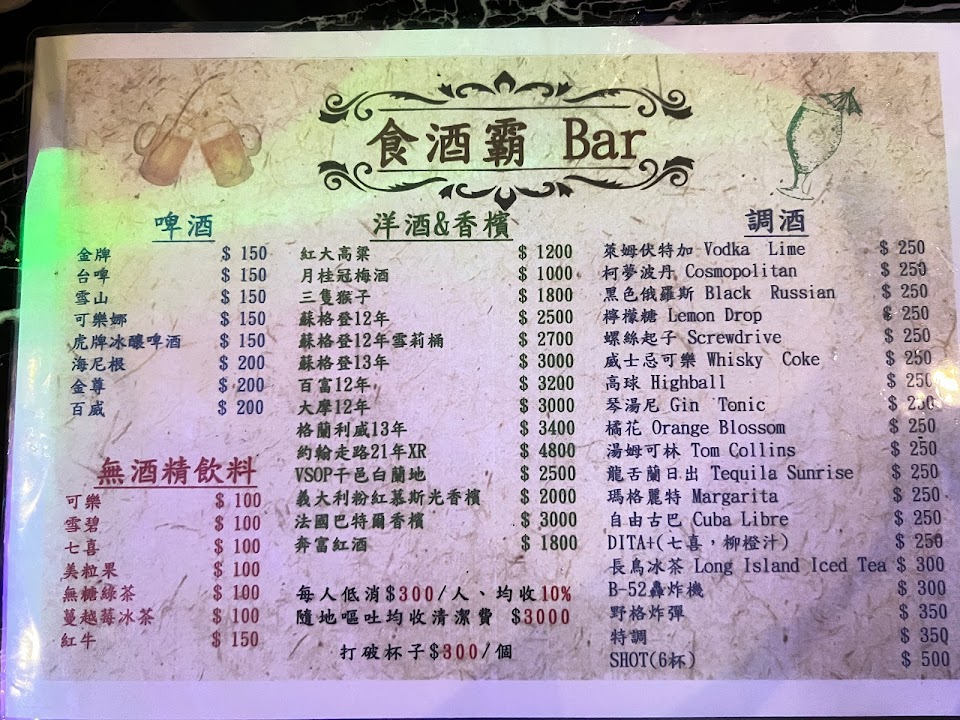 食酒霸 Bar
啤酒
金牌 $ 150
台啤 $ 150
雪山 $ 150
可樂娜 $ 150
虎牌冰釀啤酒 $ 150
海尼根 $ 200
金尊 $ 200
百威 $ 200
無酒精飲料
可樂 $ 100
雪碧 $ 100
七喜 $ 100
美粒果 $ 100
無糖綠茶 $ 100
蔓越莓冰茶 $ 100
紅牛 $ 150
洋酒&香檳
紅大高粱 $ 1200
月桂冠梅酒 $ 1000
三隻猴子 $ 1800
蘇格登12年 $ 2500
蘇格登12年雪莉桶 $ 2700
蘇格登13年 $ 3000
百富12年 $ 3200
大摩12年 $ 3000
格蘭利威13年 $ 3400
約翰走路21年XR $ 4800
VSOP干邑白蘭地 $ 2500
義大利粉紅慕斯光香檳 $ 2000
法國巴特爾香檳 $ 3000
奔富紅酒 $ 1800
每人低消$300/人、均收10%
隨地嘔吐均收清潔費 $3000
打破杯子$300/個
調酒
萊姆伏特加 Vodka Lime $ 250
柯夢波丹 Cosmopolitan $ 250
黑色俄羅斯 Black Russian $ 250
檸檬糖 Lemon Drop $ 250
螺絲起子 Screwdrive $ 250
威士忌可樂 Whisky Coke $ 250
高球 Highball $ 250
琴湯尼 Gin Tonic $ 250
橘花 Orange Blossom $ 250
湯姆可林 Tom Collins $ 250
龍舌蘭日出 Tequila Sunrise $ 250
瑪格麗特 Margarita $ 250
自由古巴 Cuba Libre $ 250
DITA+(七喜，柳橙汁) $ 250
長島冰茶 Long Island Iced Tea $ 300
B-52轟炸機 $ 300
野格炸彈 $ 350
特調 $ 350
SHOT(6杯) $ 500